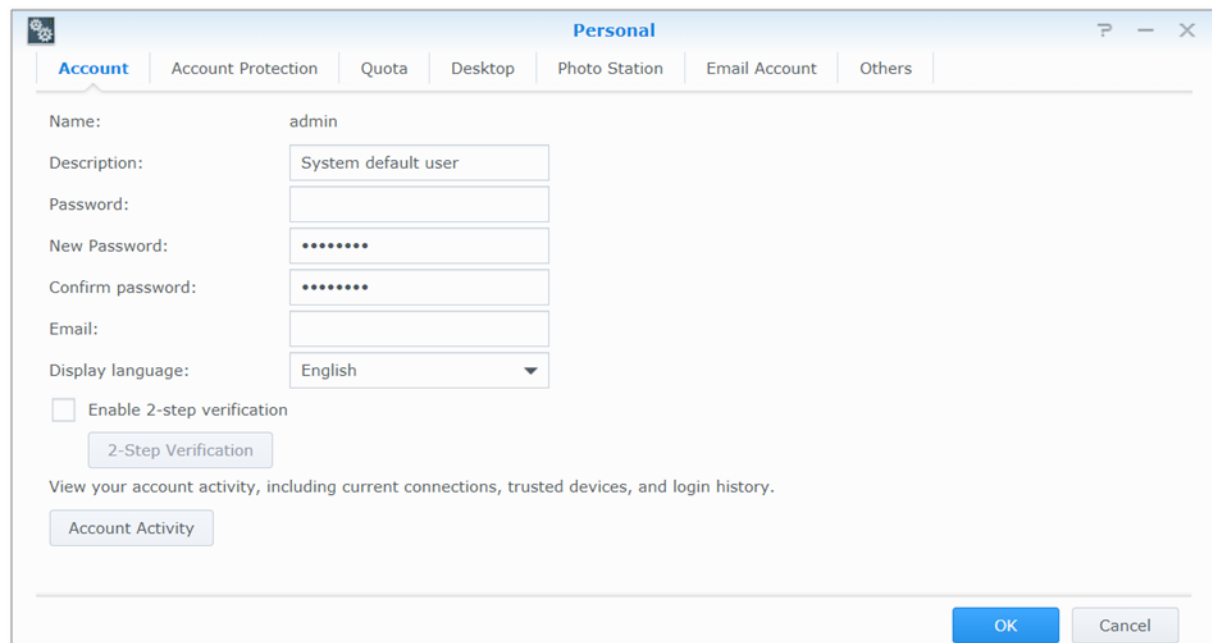 Personal
Account Account Protection Quota Desktop Photo Station Email Account Others
Name: admin
Description: System default user
Password:
New Password: ••••••••
Confirm password: ••••••••
Email:
Display language: English
Enable 2-step verification
2-Step Verification
View your account activity, including current connections, trusted devices, and login history.
Account Activity
OK Cancel